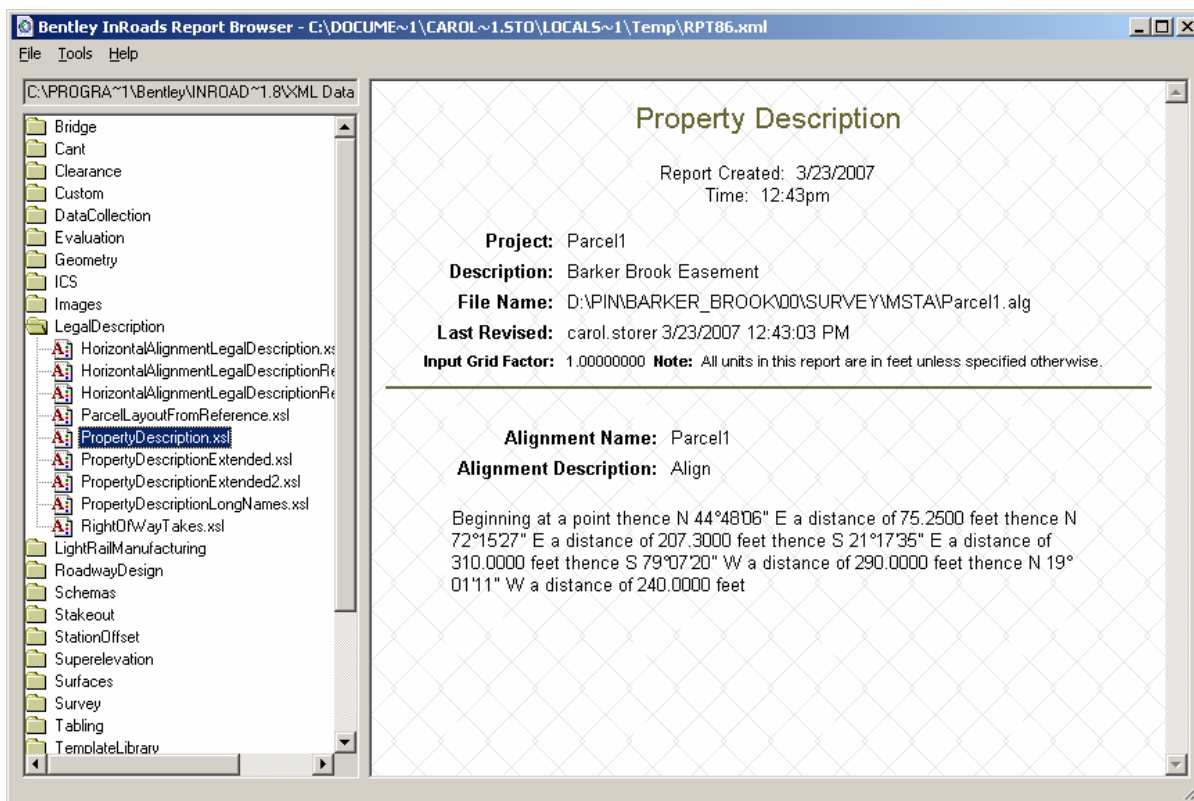 Bentley InRoads Report Browser - C:\DOCUME~1\CAROL~1.STO\LOCALS~1\Temp\RPT86.xml
File Tools Help
C:\PROGRA~1\Bentley\INROAD~1.8\XML Data
Bridge
Cant
Clearance
Custom
DataCollection
Evaluation
Geometry
ICS
Images
LegalDescription
HorizontalAlignmentLegalDescription.xs
HorizontalAlignmentLegalDescriptionRe
HorizontalAlignmentLegalDescriptionRe
ParcelLayoutFromReference.xsl
PropertyDescription.xsl
PropertyDescriptionExtended.xsl
PropertyDescriptionExtended2.xsl
PropertyDescriptionLongNames.xsl
RightOfWayTakes.xsl
LightRailManufacturing
RoadwayDesign
Schemas
Stakeout
StationOffset
Superelevation
Surfaces
Survey
Tabling
TemplateLibrary
Property Description
Report Created: 3/23/2007
Time: 12:43pm
Project: Parcel1
Description: Barker Brook Easement
File Name: D:\PIN\BARKER_BROOK\00\SURVEY\MSTA\Parcel1.alg
Last Revised: carol.storer 3/23/2007 12:43:03 PM
Input Grid Factor: 1.00000000 Note: All units in this report are in feet unless specified otherwise.
Alignment Name: Parcel1
Alignment Description: Align
Beginning at a point thence N 44°48'06" E a distance of 75.2500 feet thence N
72°15'27" E a distance of 207.3000 feet thence S 21°17'35" E a distance of
310.0000 feet thence S 79°07'20" W a distance of 290.0000 feet thence N 19°
01'11" W a distance of 240.0000 feet